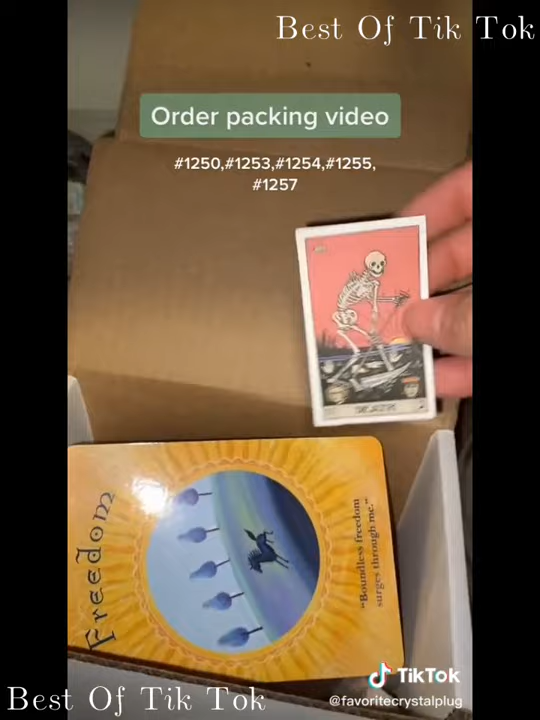 Best Of Tik Tok
Order packing video
#1250,#1253,#1254,#1255,
#1257
DEATH
Freedom
"Boundless freedom
surges through me."
TikTok
@favoritecrystalplug
Best Of Tik Tok